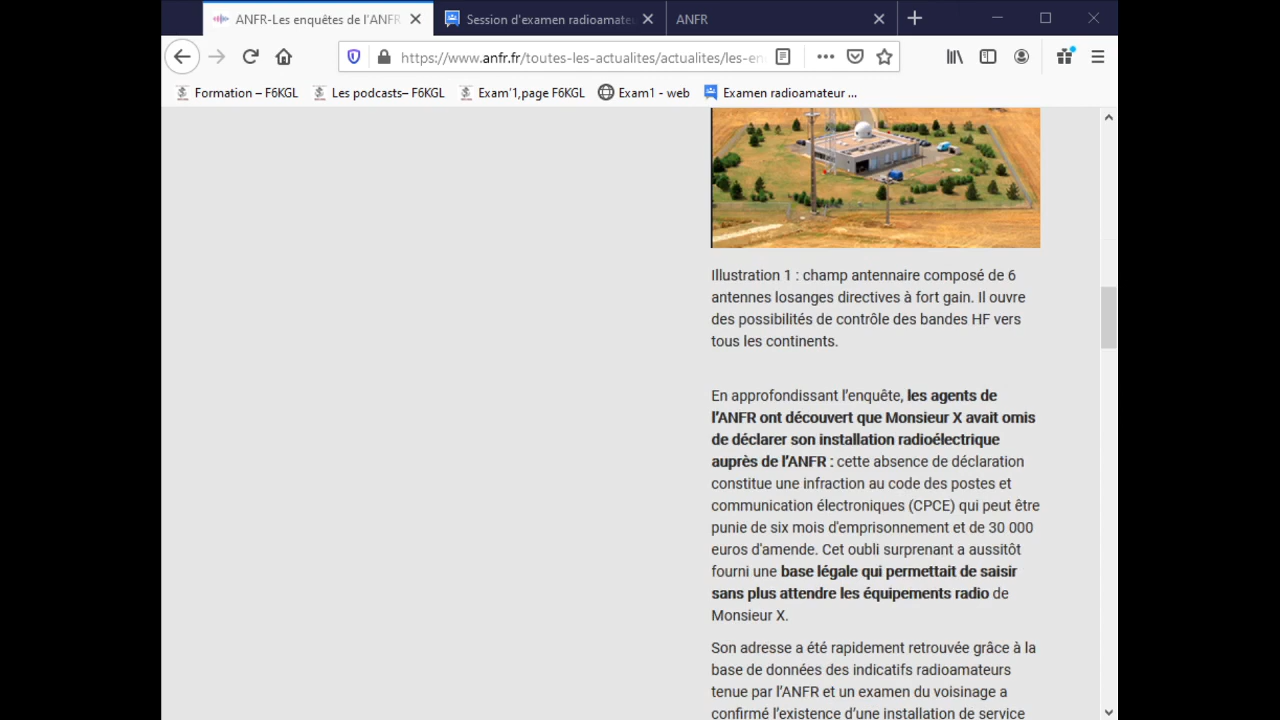 ANFR-Les enquêtes de l'ANFR
Session d'examen radioamate
ANFR
https://www.anfr.fr/toutes-les-actualites/actualites/les-en
Formation – F6KGL
Les podcasts– F6KGL
Exam'1,page F6KGL
Exam1 - web
Examen radioamateur ...
Illustration 1 : champ antennaire composé de 6
antennes losanges directives à fort gain. Il ouvre
des possibilités de contrôle des bandes HF vers
tous les continents.
En approfondissant l’enquête, les agents de
l’ANFR ont découvert que Monsieur X avait omis
de déclarer son installation radioélectrique
auprès de l’ANFR : cette absence de déclaration
constitue une infraction au code des postes et
communication électroniques (CPCE) qui peut être
punie de six mois d'emprisonnement et de 30 000
euros d'amende. Cet oubli surprenant a aussitôt
fourni une base légale qui permettait de saisir
sans plus attendre les équipements radio de
Monsieur X.
Son adresse a été rapidement retrouvée grâce à la
base de données des indicatifs radioamateurs
tenue par l’ANFR et un examen du voisinage a
confirmé l’existence d’une installation de service